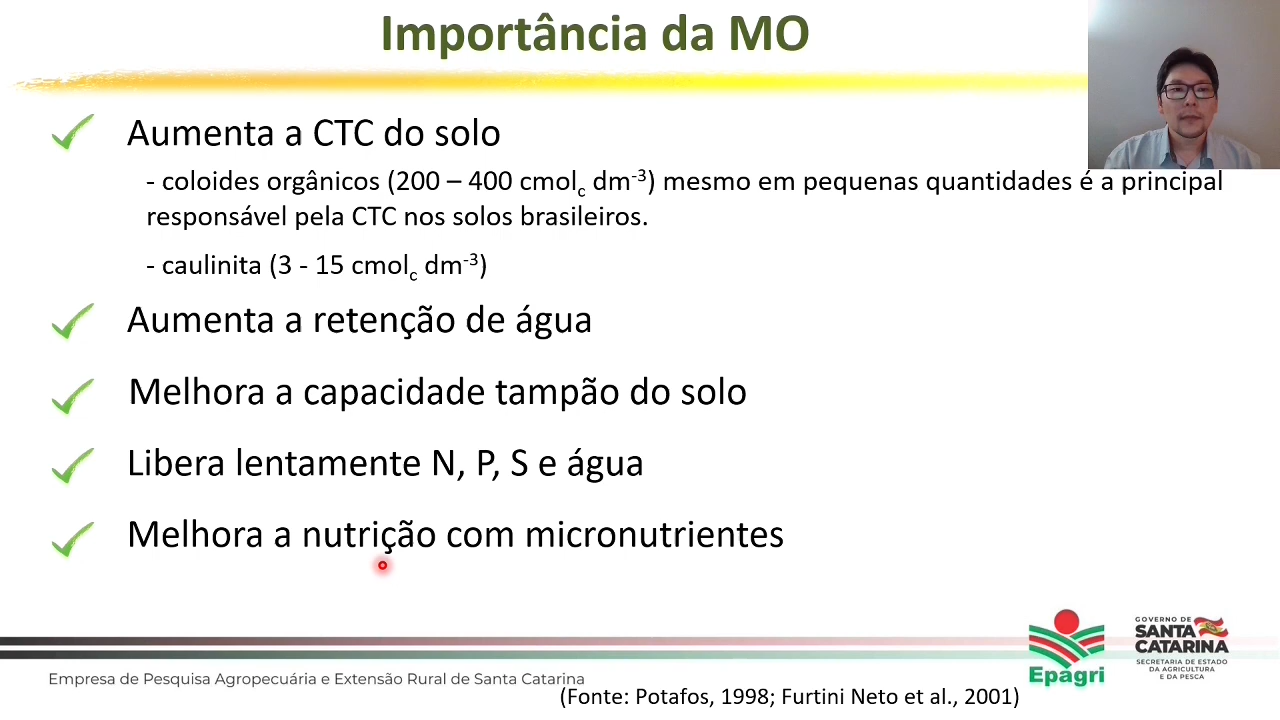 Importância da MO
Aumenta a CTC do solo
- coloides orgânicos (200 – 400 cmolc dm-3) mesmo em pequenas quantidades é a principal
responsável pela CTC nos solos brasileiros.
- caulinita (3 - 15 cmolc dm-3)
Aumenta a retenção de água
Melhora a capacidade tampão do solo
Libera lentamente N, P, S e água
Melhora a nutrição com micronutrientes
Epagri
GOVERNO DE
SANTA
CATARINA
SECRETARIA DE ESTADO
DA AGRICULTURA
E DA PESCA
Empresa de Pesquisa Agropecuária e Extensão Rural de Santa Catarina
(Fonte: Potafos, 1998; Furtini Neto et al., 2001)